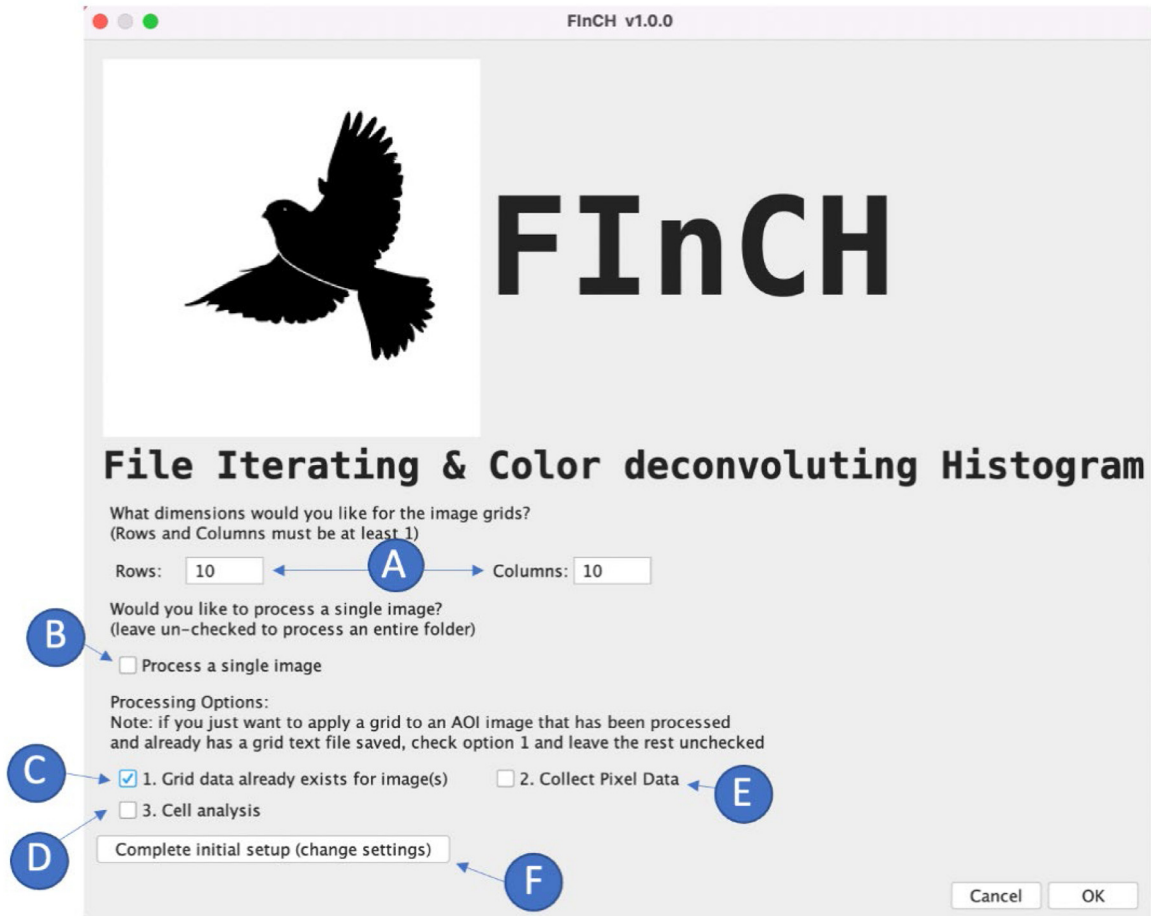 FInCH v1.0.0
FInCH
File Iterating & Color deconvoluting Histogram
What dimensions would you like for the image grids?
(Rows and Columns must be at least 1)
Rows: 10 A Columns: 10
Would you like to process a single image?
(leave un-checked to process an entire folder)
B
Process a single image
Processing Options:
Note: if you just want to apply a grid to an AOI image that has been processed
and already has a grid text file saved, check option 1 and leave the rest unchecked
C 1. Grid data already exists for image(s) 2. Collect Pixel Data E
D 3. Cell analysis
Complete initial setup (change settings) F
Cancel OK